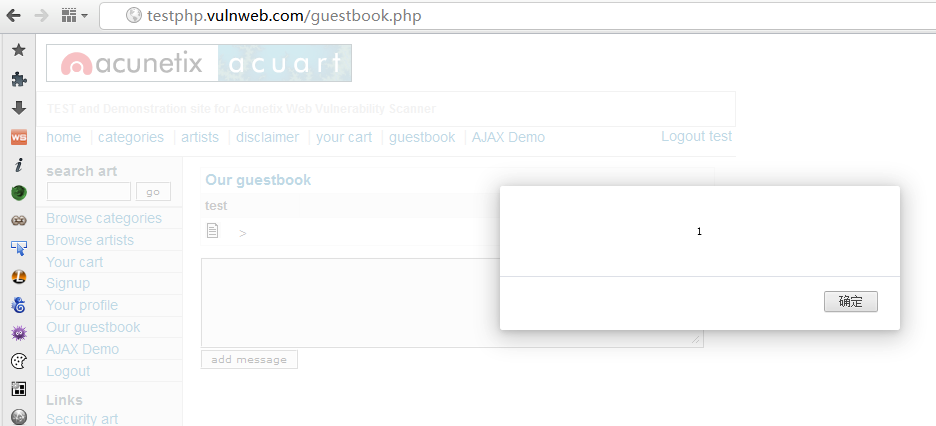 testphp.vulnweb.com/guestbook.php
acunetix acuart
TEST and Demonstration site for Acunetix Web Vulnerability Scanner
home | categories | artists | disclaimer | your cart | guestbook | AJAX Demo
Logout test
search art
go
Browse categories
Browse artists
Your cart
Signup
Your profile
Our guestbook
AJAX Demo
Logout
Links
Security art
Our guestbook
test
>
add message
1
确定